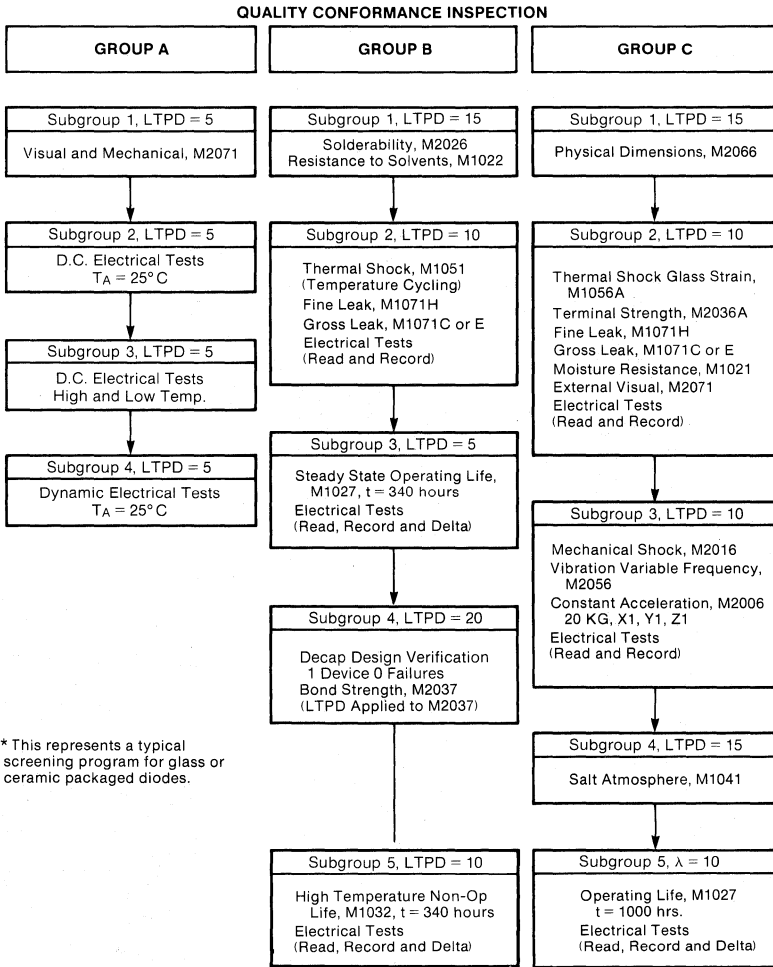 QUALITY CONFORMANCE INSPECTION
GROUP A
Subgroup 1, LTPD = 5
Visual and Mechanical, M2071
Subgroup 2, LTPD = 5
D.C. Electrical Tests
TA = 25°C
Subgroup 3, LTPD = 5
D.C. Electrical Tests
High and Low Temp.
Subgroup 4, LTPD = 5
Dynamic Electrical Tests
TA = 25°C
* This represents a typical
screening program for glass or
ceramic packaged diodes.
GROUP B
Subgroup 1, LTPD = 15
Solderability, M2026
Resistance to Solvents, M1022
Subgroup 2, LTPD = 10
Thermal Shock, M1051
(Temperature Cycling)
Fine Leak, M1071H
Gross Leak, M1071C or E
Electrical Tests
(Read and Record)
Subgroup 3, LTPD = 5
Steady State Operating Life,
M1027, t = 340 hours
Electrical Tests
(Read, Record and Delta)
Subgroup 4, LTPD = 20
Decap Design Verification
1 Device 0 Failures
Bond Strength, M2037
(LTPD Applied to M2037)
Subgroup 5, LTPD = 10
High Temperature Non-Op
Life, M1032, t = 340 hours
Electrical Tests
(Read, Record and Delta)
GROUP C
Subgroup 1, LTPD = 15
Physical Dimensions, M2066
Subgroup 2, LTPD = 10
Thermal Shock Glass Strain,
M1056A
Terminal Strength, M2036A
Fine Leak, M1071H
Gross Leak, M1071C or E
Moisture Resistance, M1021
External Visual, M2071
Electrical Tests
(Read and Record)
Subgroup 3, LTPD = 10
Mechanical Shock, M2016
Vibration Variable Frequency,
M2056
Constant Acceleration, M2006
20 KG, X1, Y1, Z1
Electrical Tests
(Read and Record)
Subgroup 4, LTPD = 15
Salt Atmosphere, M1041
Subgroup 5, λ = 10
Operating Life, M1027
t = 1000 hrs.
Electrical Tests
(Read, Record and Delta)